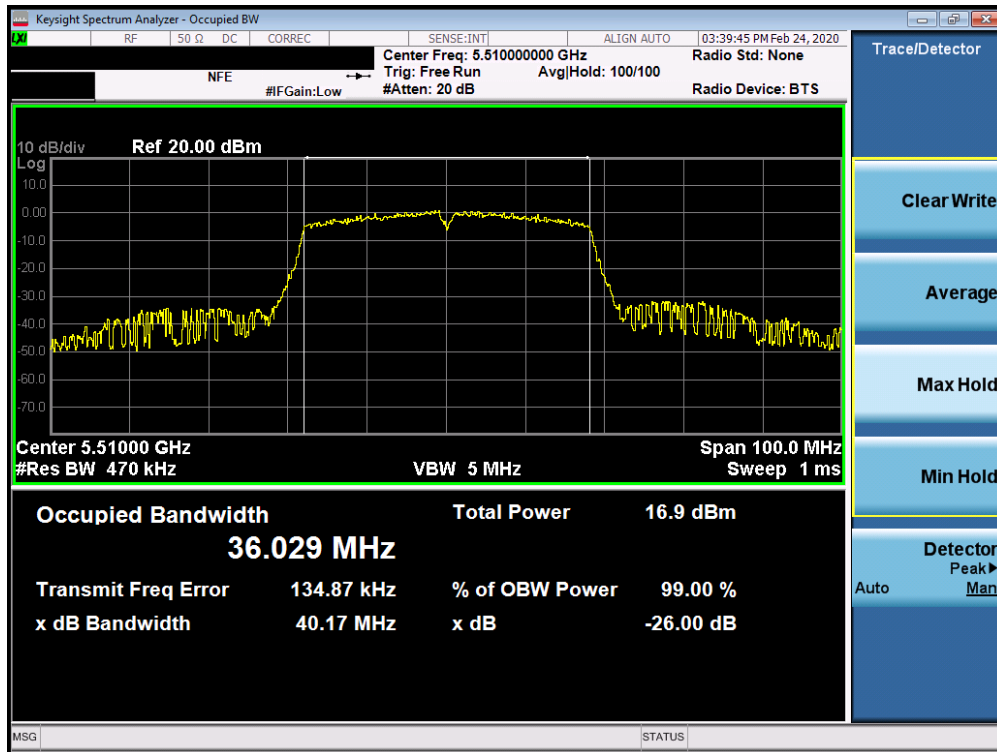 Keysight Spectrum Analyzer - Occupied BW
LXI RF 50 Ω DC CORREC SENSE:INT ALIGN AUTO 03:39:45 PM Feb 24, 2020
Center Freq: 5.510000000 GHz Radio Std: None
NFE Trig: Free Run Avg|Hold: 100/100
#IFGain:Low #Atten: 20 dB Radio Device: BTS
Trace/Detector
10 dB/div Ref 20.00 dBm
Log
10.0
0.00
-10.0
-20.0
-30.0
-40.0
-50.0
-60.0
-70.0
Center 5.51000 GHz Span 100.0 MHz
#Res BW 470 kHz VBW 5 MHz Sweep 1 ms
Occupied Bandwidth Total Power 16.9 dBm
36.029 MHz
Transmit Freq Error 134.87 kHz % of OBW Power 99.00 %
x dB Bandwidth 40.17 MHz x dB -26.00 dB
Clear Write
Average
Max Hold
Min Hold
Detector
Peak▶
Auto Man
MSG STATUS